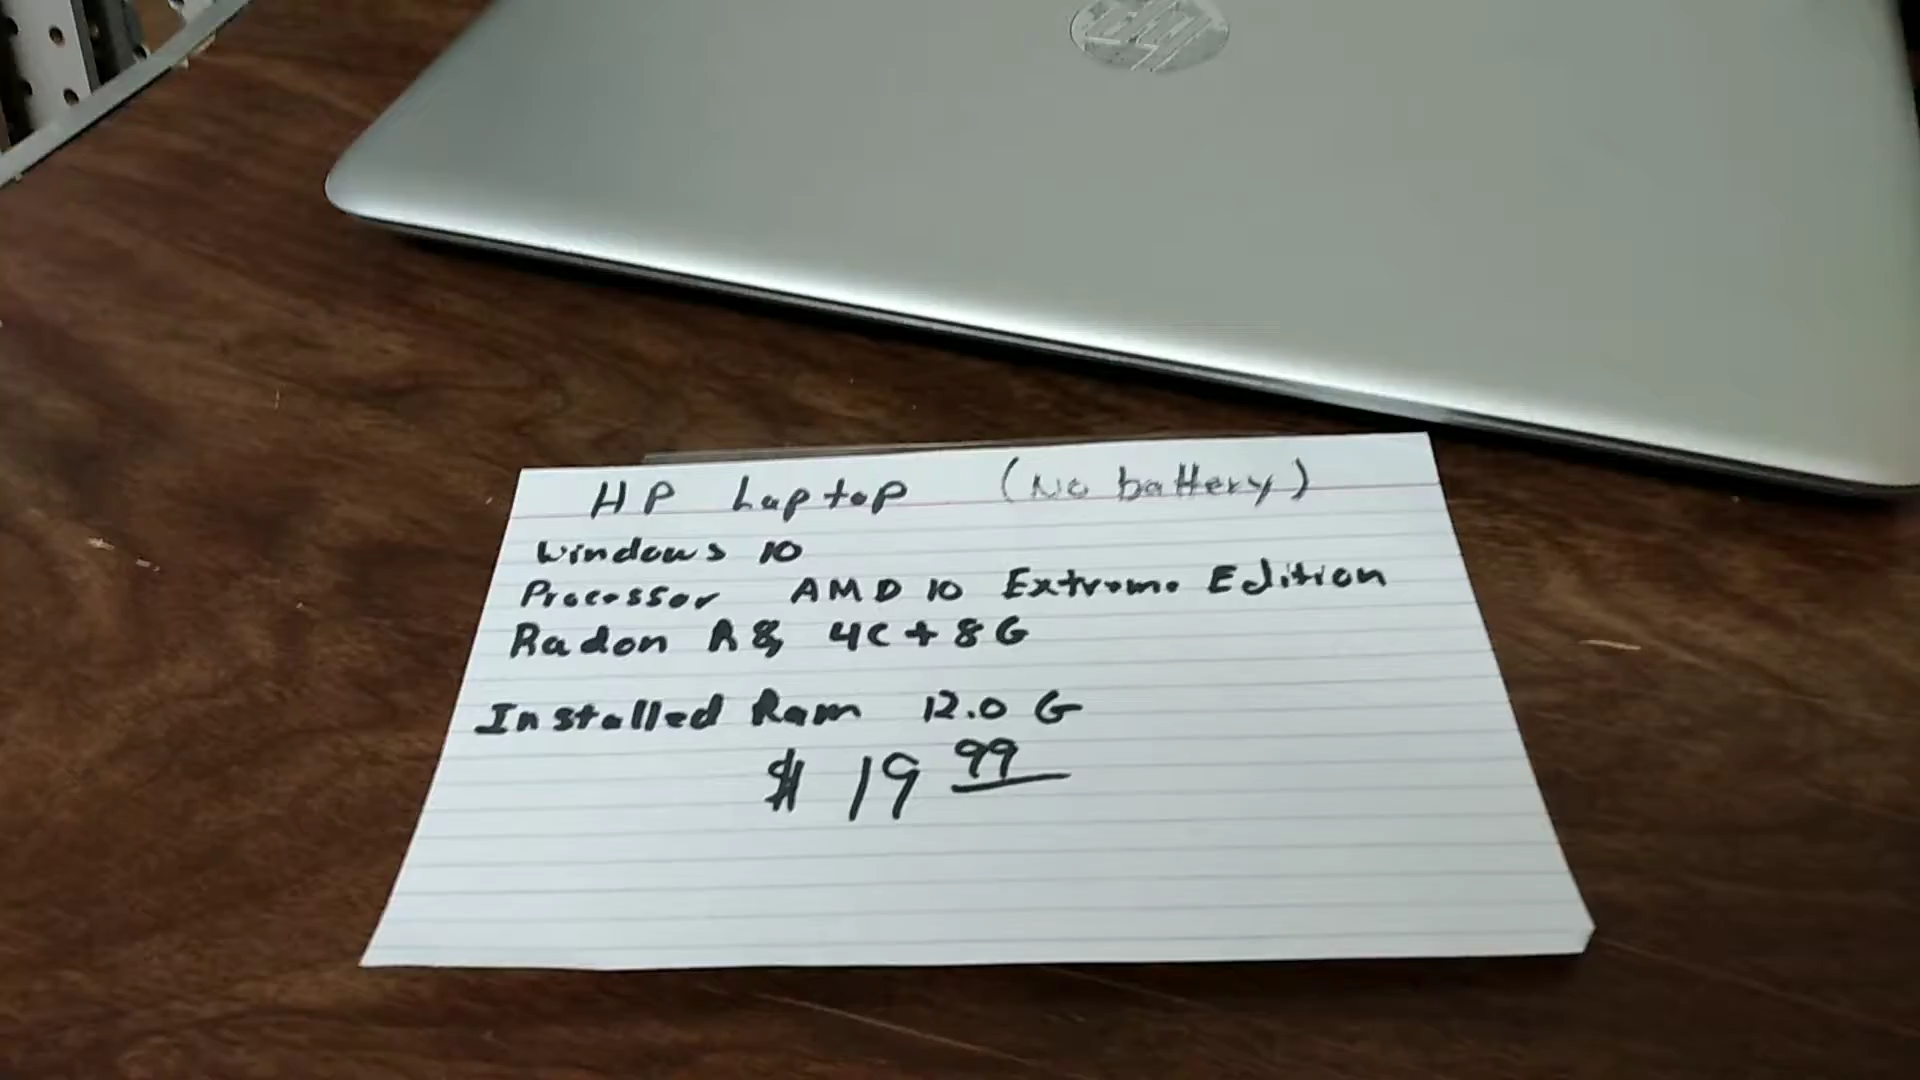 hp
HP Laptop (No battery)
Windows 10
Processor AMD 10 Extreme Edition
Radon R8, 4C+8G
Installed Ram 12.0 G
$ 19 99